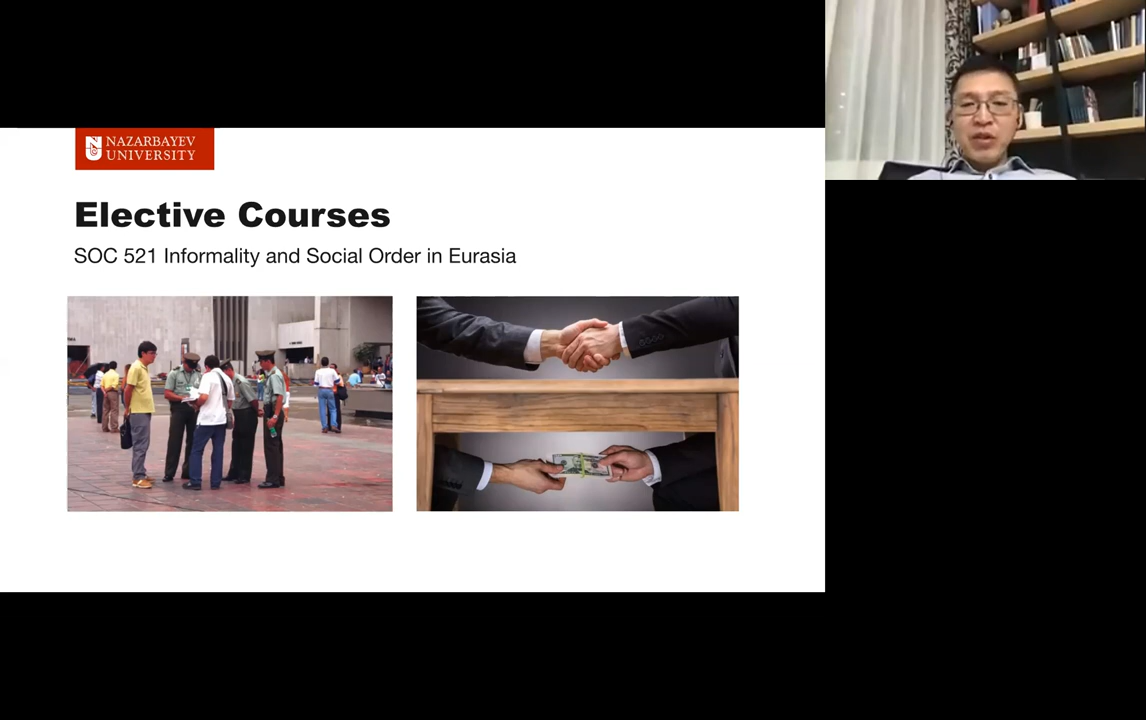 NAZARBAYEV
UNIVERSITY
Elective Courses
SOC 521 Informality and Social Order in Eurasia